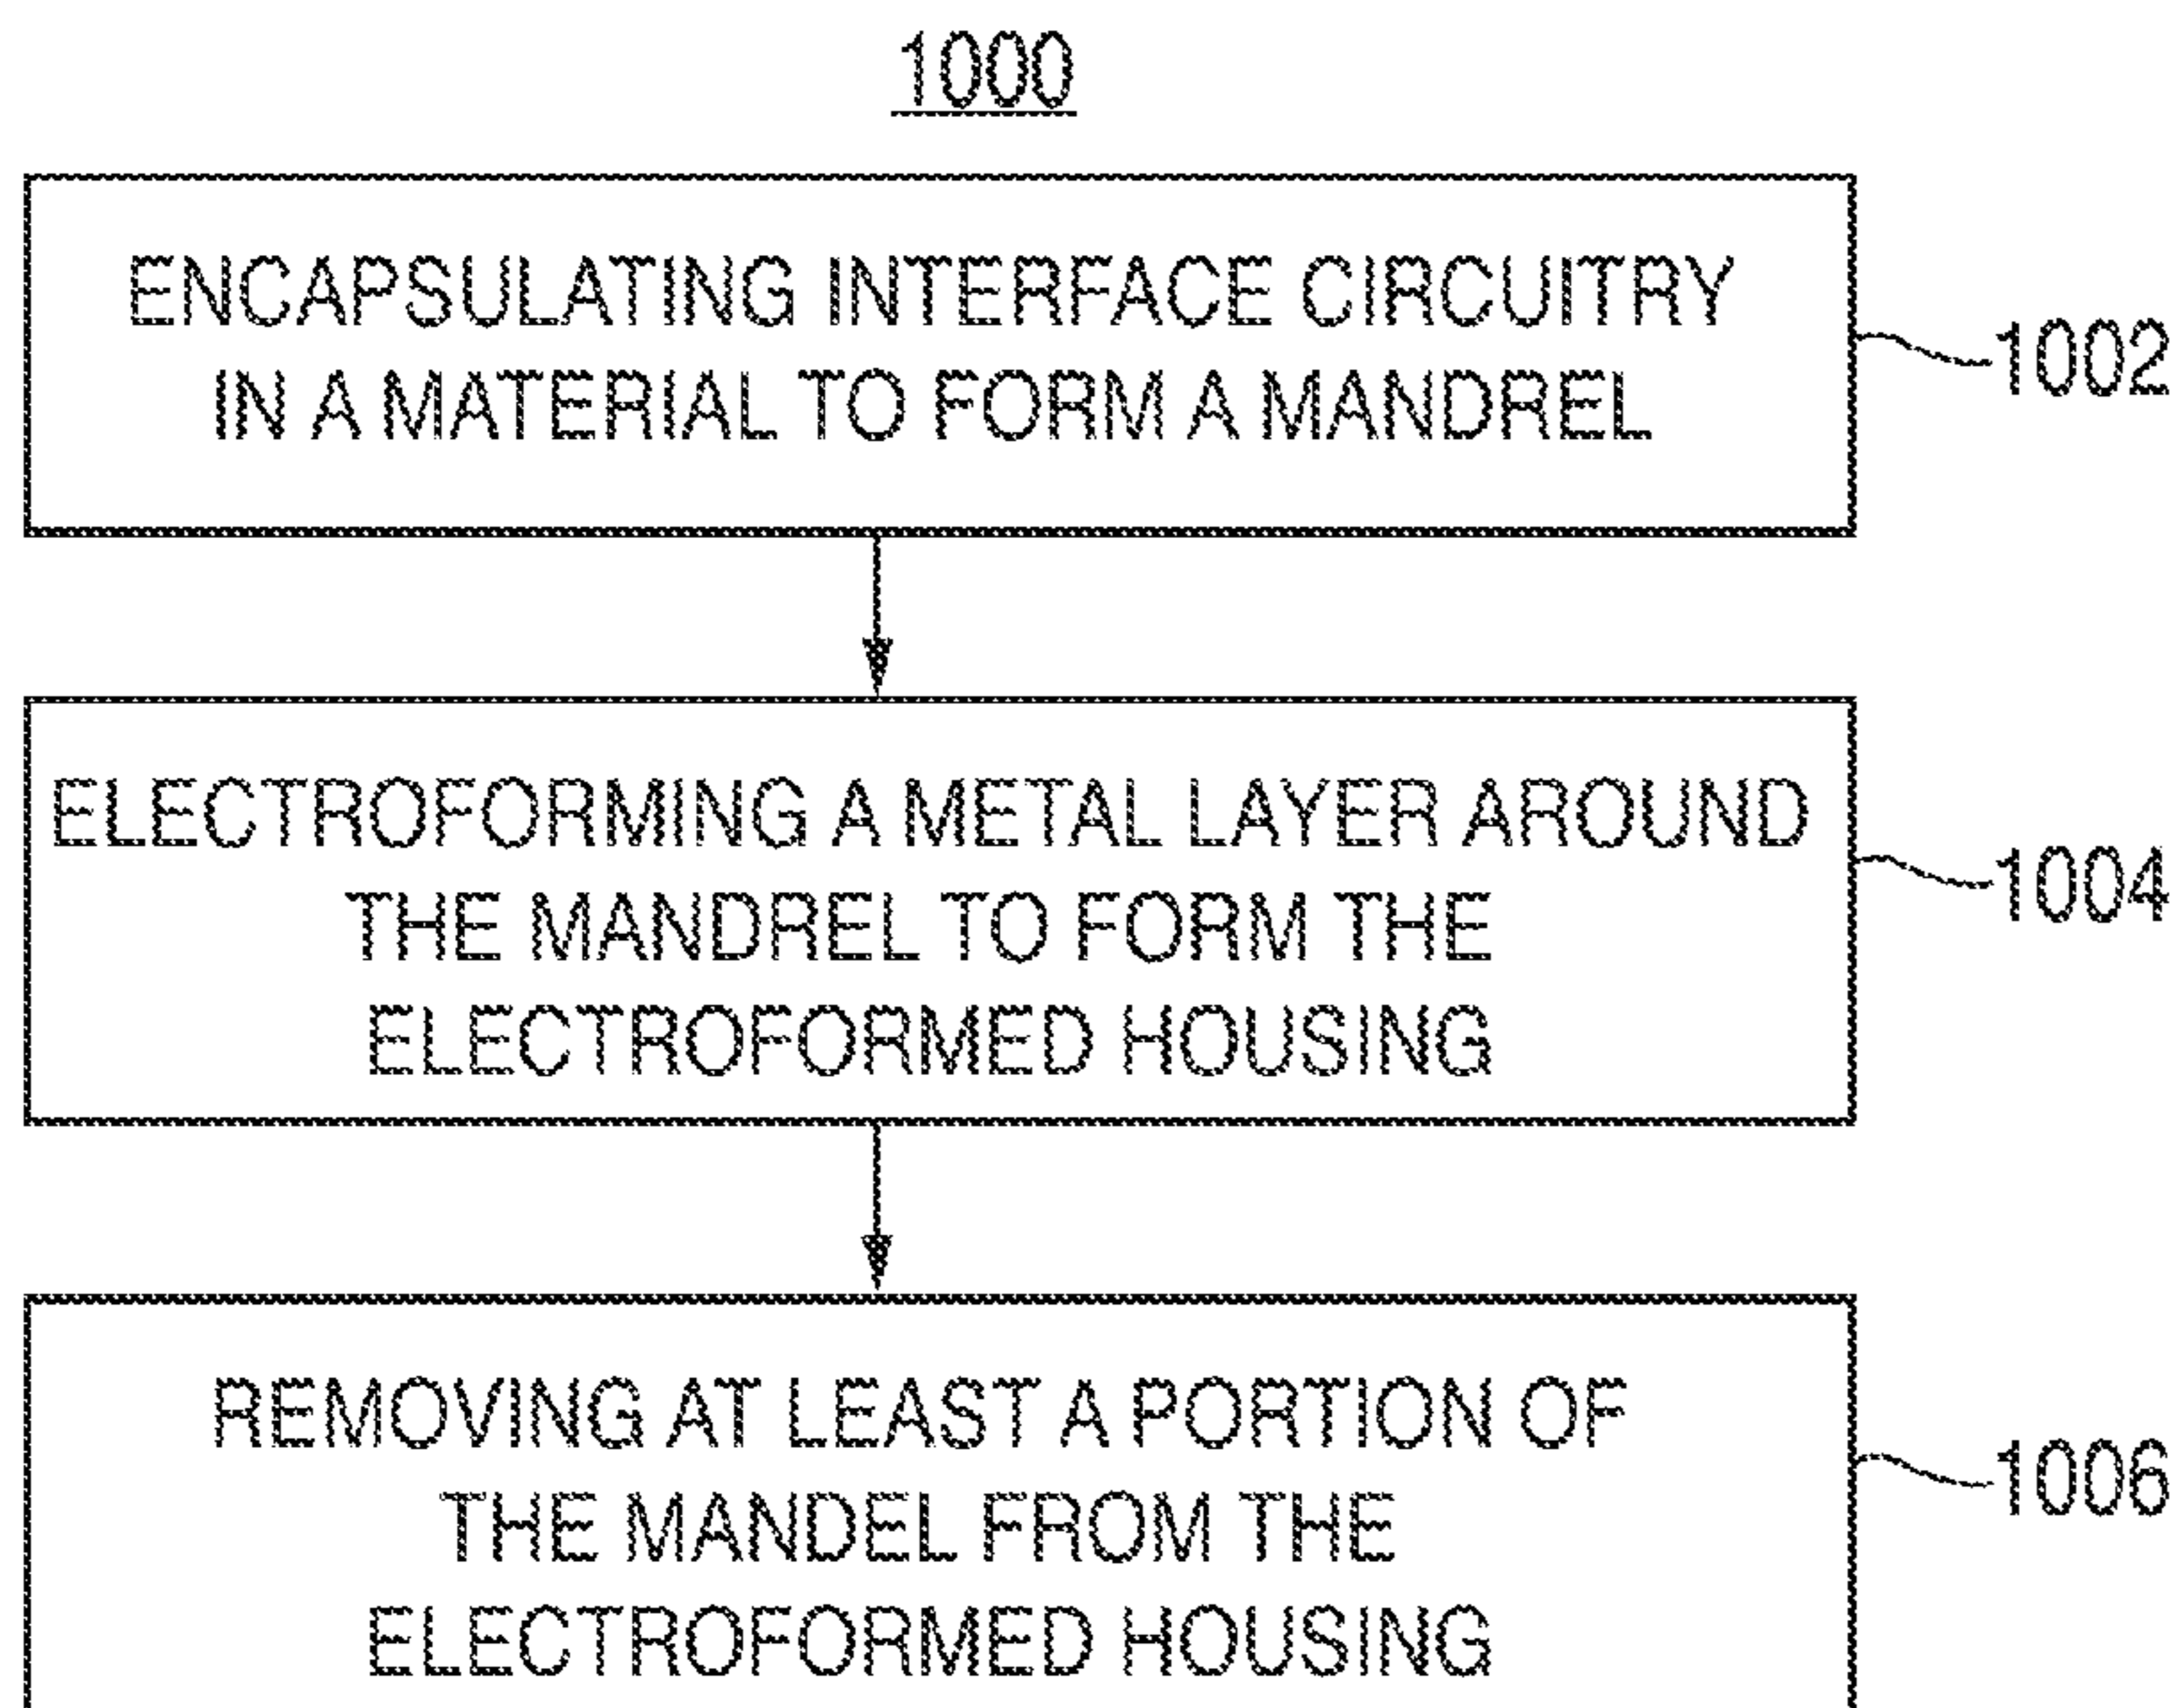 1000
ENCAPSULATING INTERFACE CIRCUITRY
IN A MATERIAL TO FORM A MANDREL
1002
ELECTROFORMING A METAL LAYER AROUND
THE MANDREL TO FORM THE
ELECTROFORMED HOUSING
1004
REMOVING AT LEAST A PORTION OF
THE MANDEL FROM THE
ELECTROFORMED HOUSING
1006